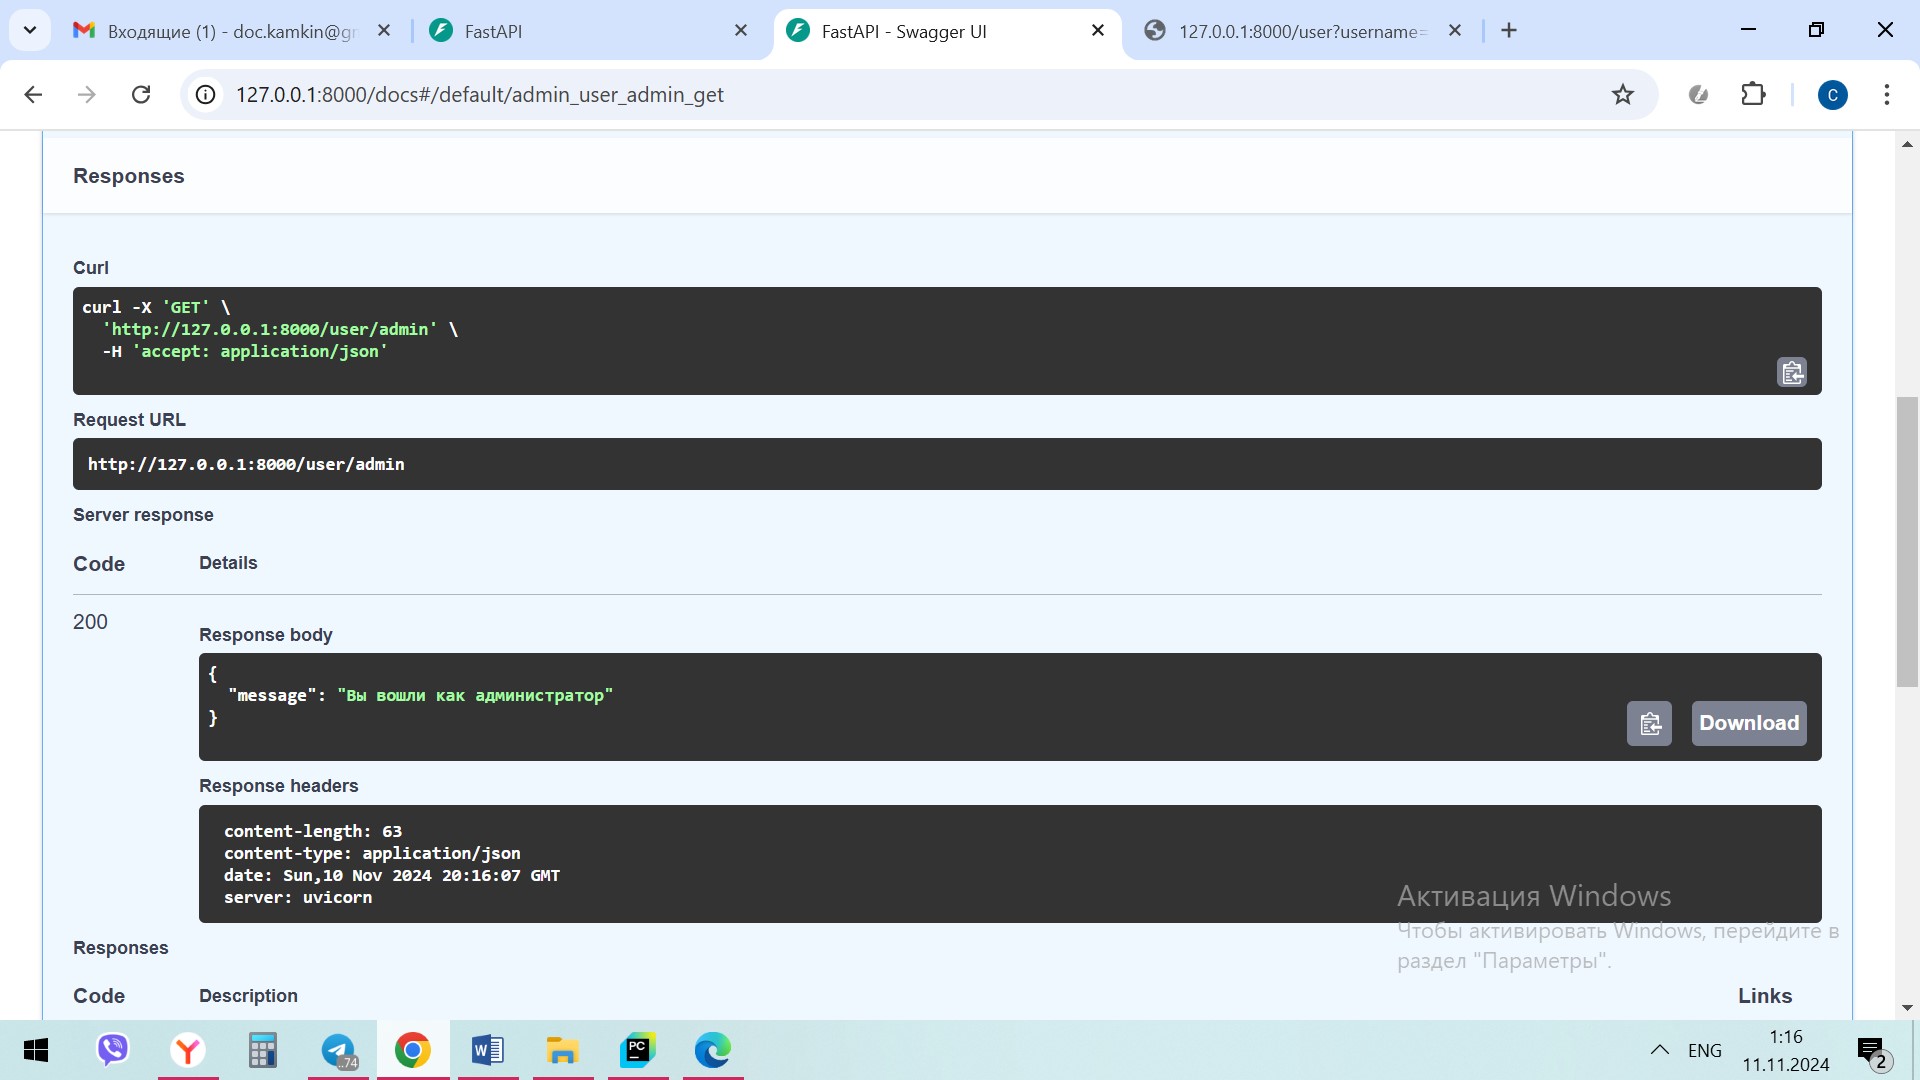 Входящие (1) - doc.kamkin@gr
FastAPI
FastAPI - Swagger UI
127.0.0.1:8000/user?username=
127.0.0.1:8000/docs#/default/admin_user_admin_get
C
Responses
Curl
curl -X 'GET' \
'http://127.0.0.1:8000/user/admin' \
-H 'accept: application/json'
Request URL
http://127.0.0.1:8000/user/admin
Server response
Code Details
200
Response body
{
"message": "Вы вошли как администратор"
}
Download
Response headers
content-length: 63
content-type: application/json
date: Sun,10 Nov 2024 20:16:07 GMT
server: uvicorn
Активация Windows
Чтобы активировать Windows, перейдите в
раздел "Параметры".
Responses
Code Description Links
74
PC
ENG
1:16
11.11.2024
2